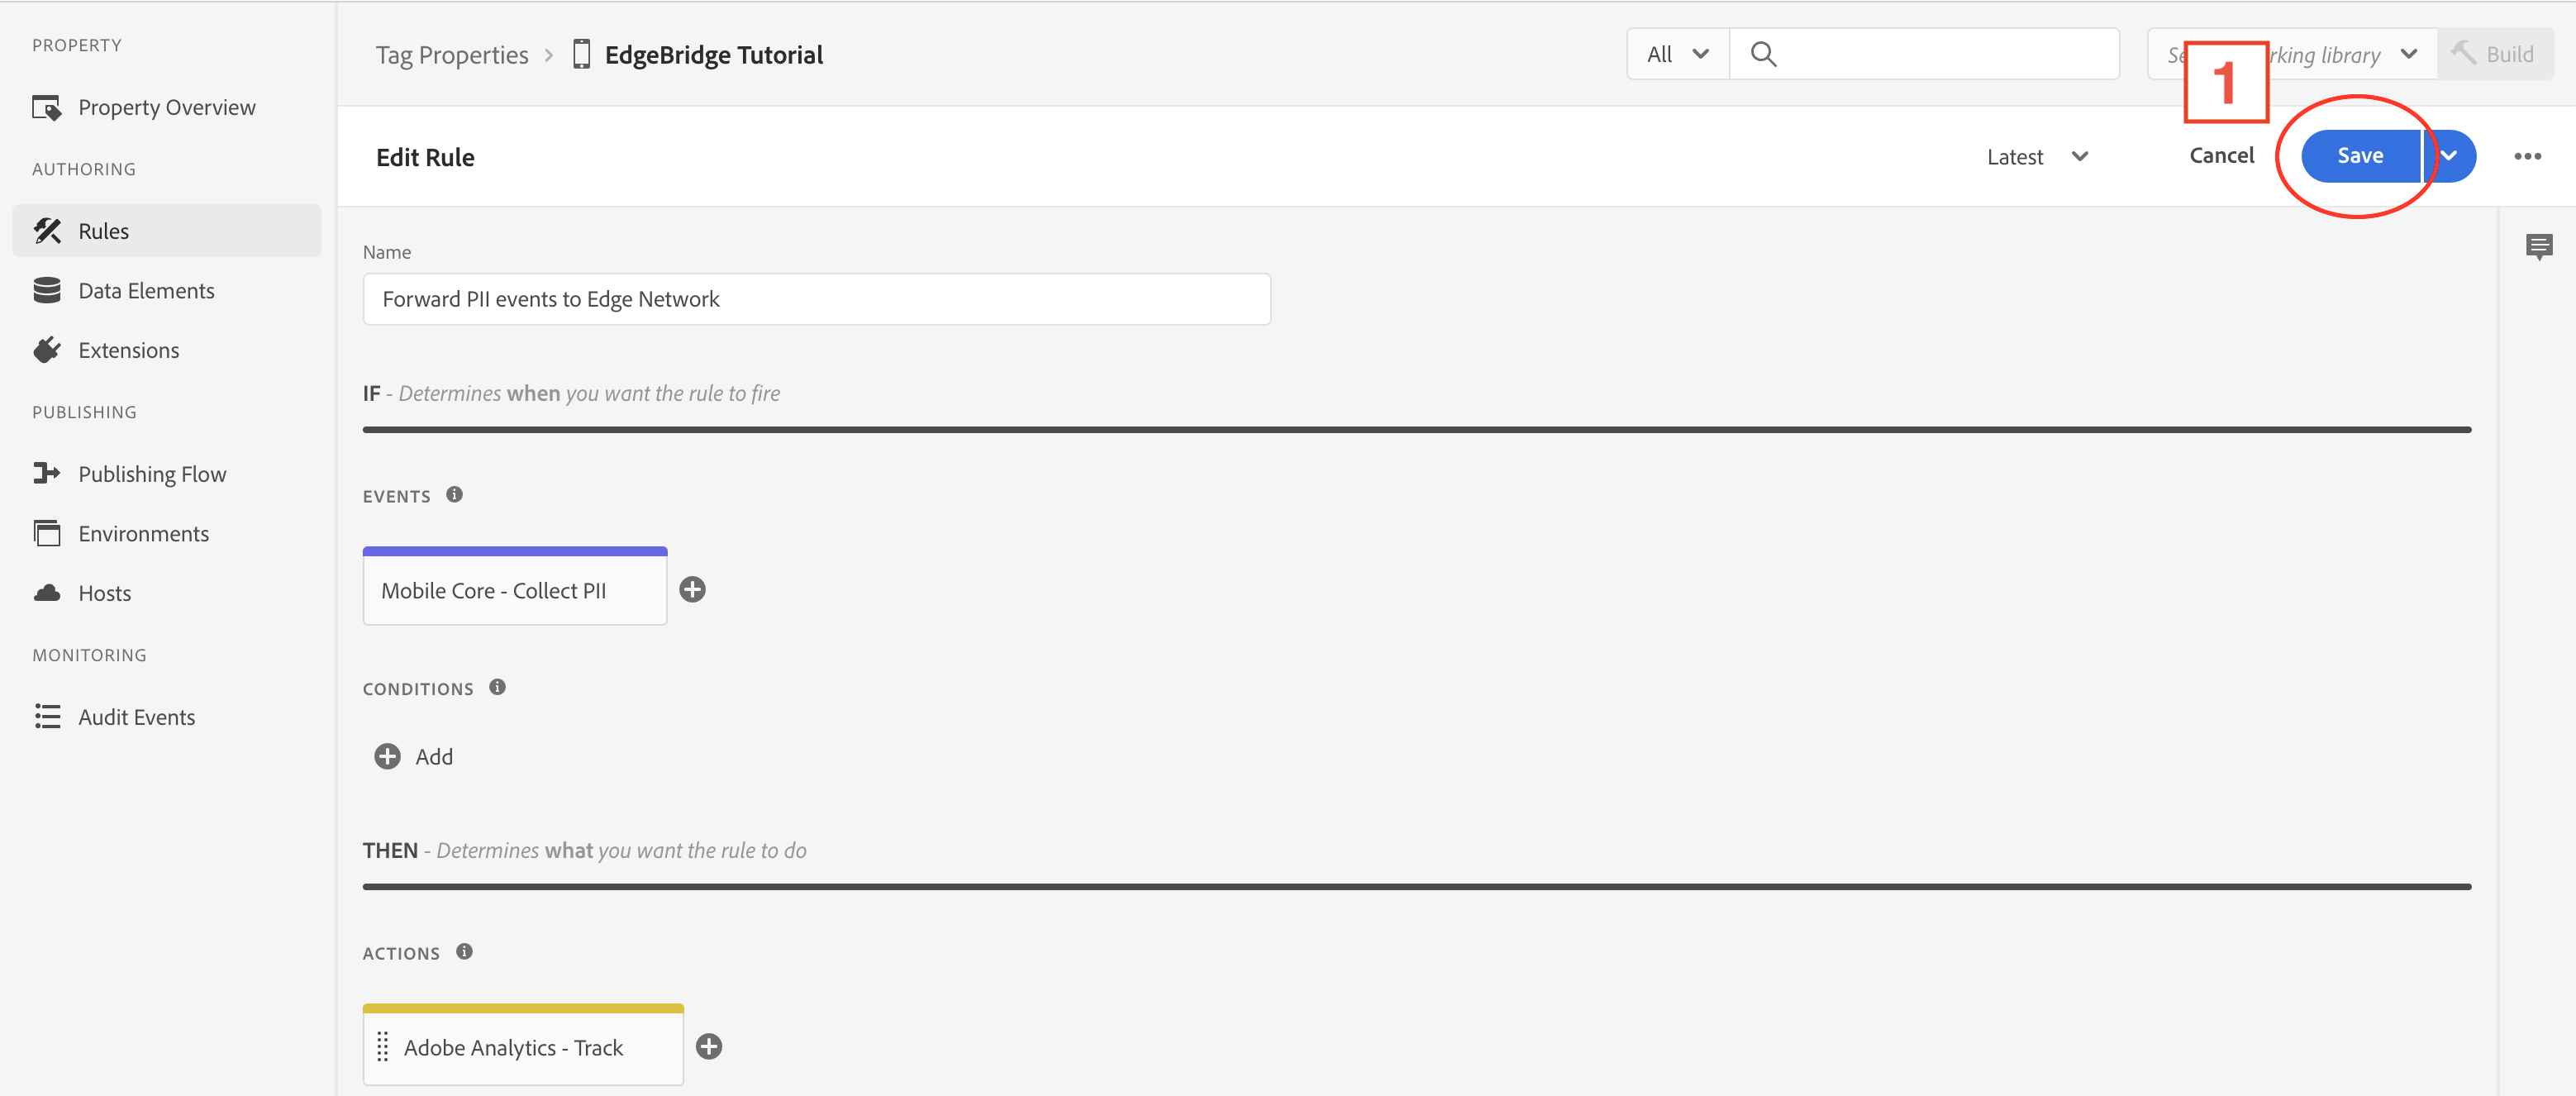 PROPERTY
Property Overview
AUTHORING
Rules
Data Elements
Extensions
PUBLISHING
Publishing Flow
Environments
Hosts
MONITORING
Audit Events
Tag Properties > EdgeBridge Tutorial
All
rking library
Build
1
Edit Rule
Latest
Cancel
Save
Name
Forward PII events to Edge Network
IF - Determines when you want the rule to fire
EVENTS
Mobile Core - Collect PII
CONDITIONS
Add
THEN - Determines what you want the rule to do
ACTIONS
Adobe Analytics - Track